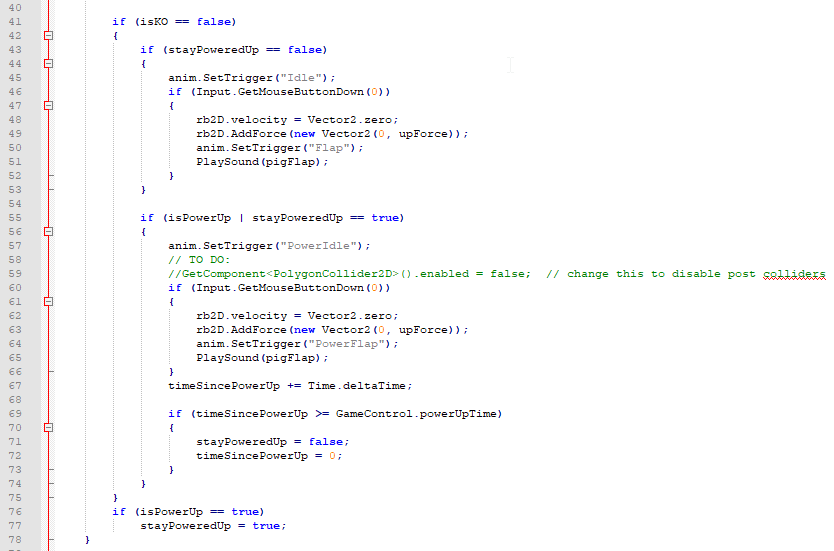 40
41 if (isKO == false)
42 {
43 if (stayPoweredUp == false)
44 {
45 anim.SetTrigger("Idle");
46 if (Input.GetMouseButtonDown(0))
47 {
48 rb2D.velocity = Vector2.zero;
49 rb2D.AddForce(new Vector2(0, upForce));
50 anim.SetTrigger("Flap");
51 PlaySound(pigFlap);
52 }
53 }
54
55 if (isPowerUp | stayPoweredUp == true)
56 {
57 anim.SetTrigger("PowerIdle");
58 // TO DO:
59 //GetComponent<PolygonCollider2D>().enabled = false; // change this to disable post colliders
60 if (Input.GetMouseButtonDown(0))
61 {
62 rb2D.velocity = Vector2.zero;
63 rb2D.AddForce(new Vector2(0, upForce));
64 anim.SetTrigger("PowerFlap");
65 PlaySound(pigFlap);
66 }
67 timeSincePowerUp += Time.deltaTime;
68
69 if (timeSincePowerUp >= GameControl.powerUpTime)
70 {
71 stayPoweredUp = false;
72 timeSincePowerUp = 0;
73 }
74 }
75 }
76 if (isPowerUp == true)
77 stayPoweredUp = true;
78 }